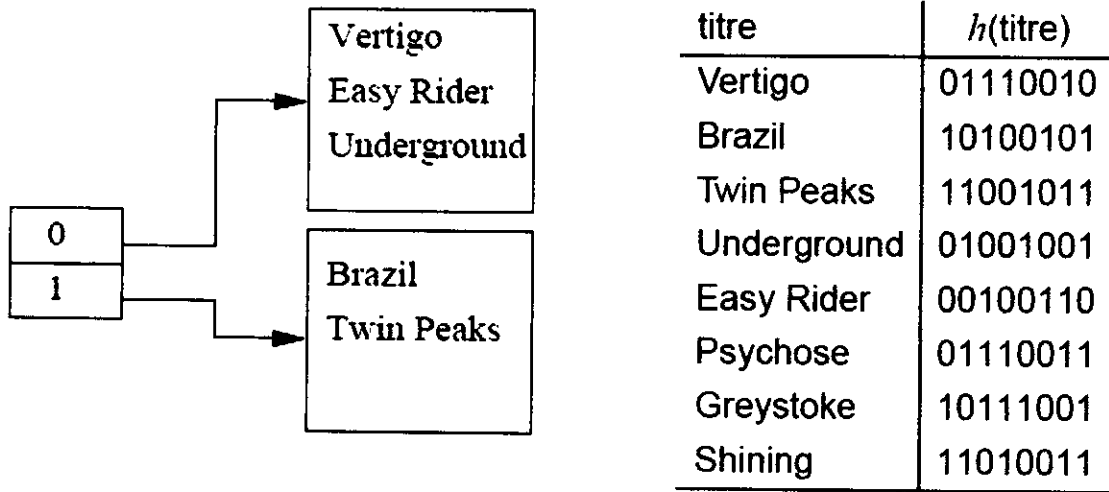 Vertigo
Easy Rider
Underground
0
1
Brazil
Twin Peaks
titre h(titre)
Vertigo 01110010
Brazil 10100101
Twin Peaks 11001011
Underground 01001001
Easy Rider 00100110
Psychose 01110011
Greystoke 10111001
Shining 11010011